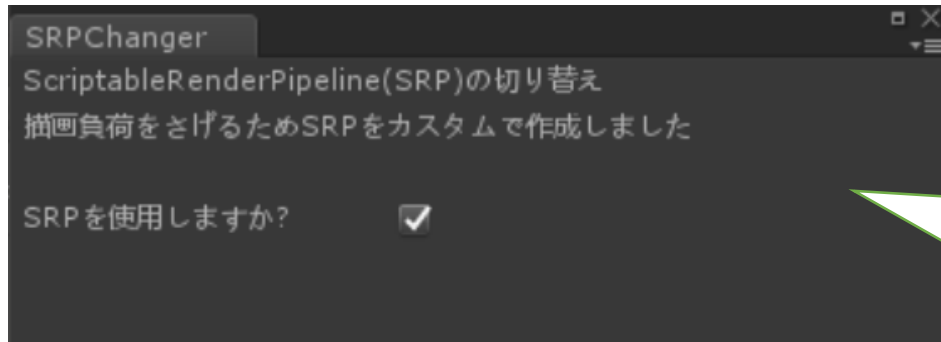 SRPChanger
ScriptableRenderPipeline(SRP)の切り替え
描画負荷をさげるためSRPをカスタムで作成しました
SRPを使用しますか?